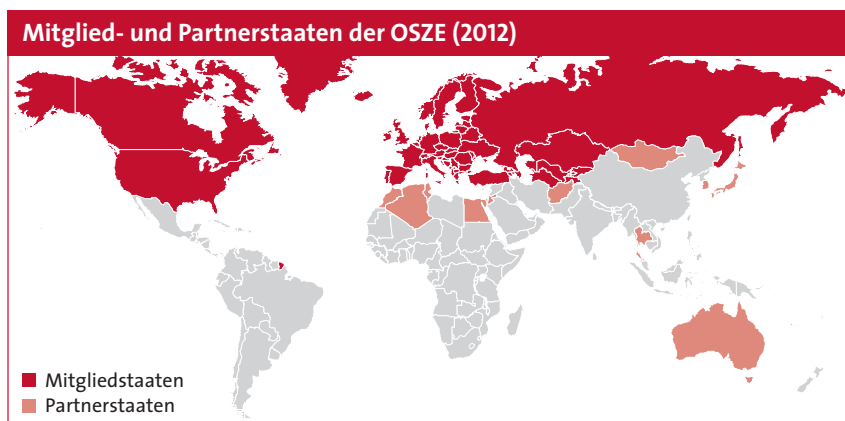 Mitglied- und Partnerstaaten der OSZE (2012)
Mitgliedstaaten
Partnerstaaten